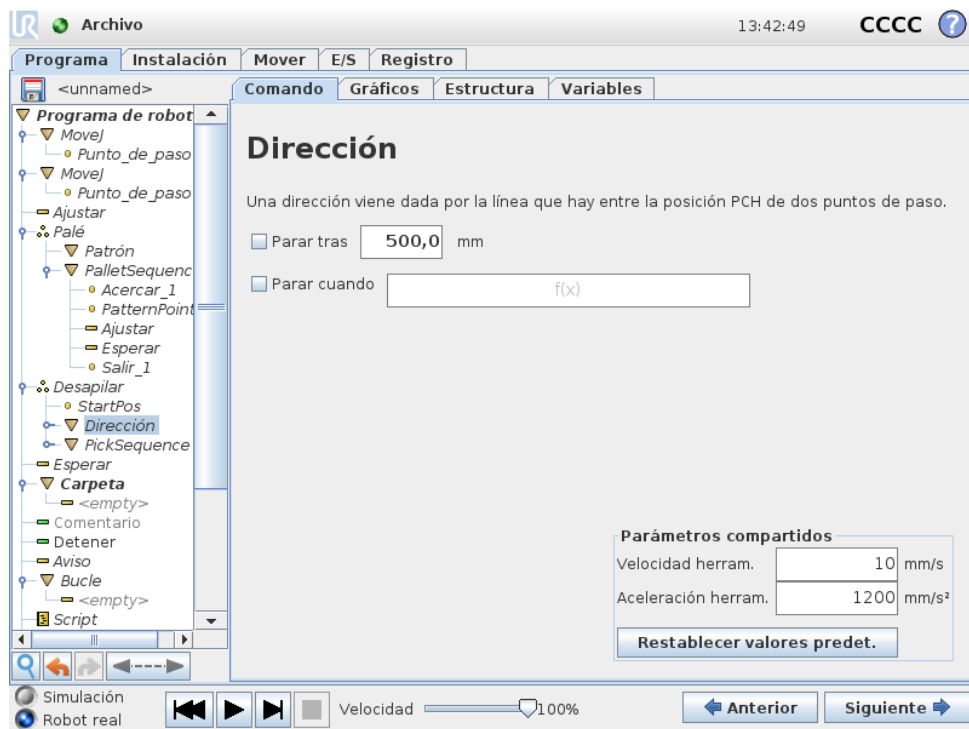 UR Archivo 13:42:49 CCCC ?
Programa Instalación Mover E/S Registro
<unnamed>
Comando Gráficos Estructura Variables
Programa de robot
MoveJ
Punto_de_paso
MoveJ
Punto_de_paso
Ajustar
Palé
Patrón
PalletSequenc
Acercar_1
PatternPoint
Ajustar
Esperar
Salir_1
Desapilar
StartPos
Dirección
PickSequence
Esperar
Carpeta
<empty>
Comentario
Detener
Aviso
Bucle
<empty>
Script
Dirección
Una dirección viene dada por la línea que hay entre la posición PCH de dos puntos de paso.
Parar tras 500,0 mm
Parar cuando f(x)
Parámetros compartidos
Velocidad herram. 10 mm/s
Aceleración herram. 1200 mm/s²
Restablecer valores predet.
Simulación
Robot real
Velocidad 100%
Anterior Siguiente